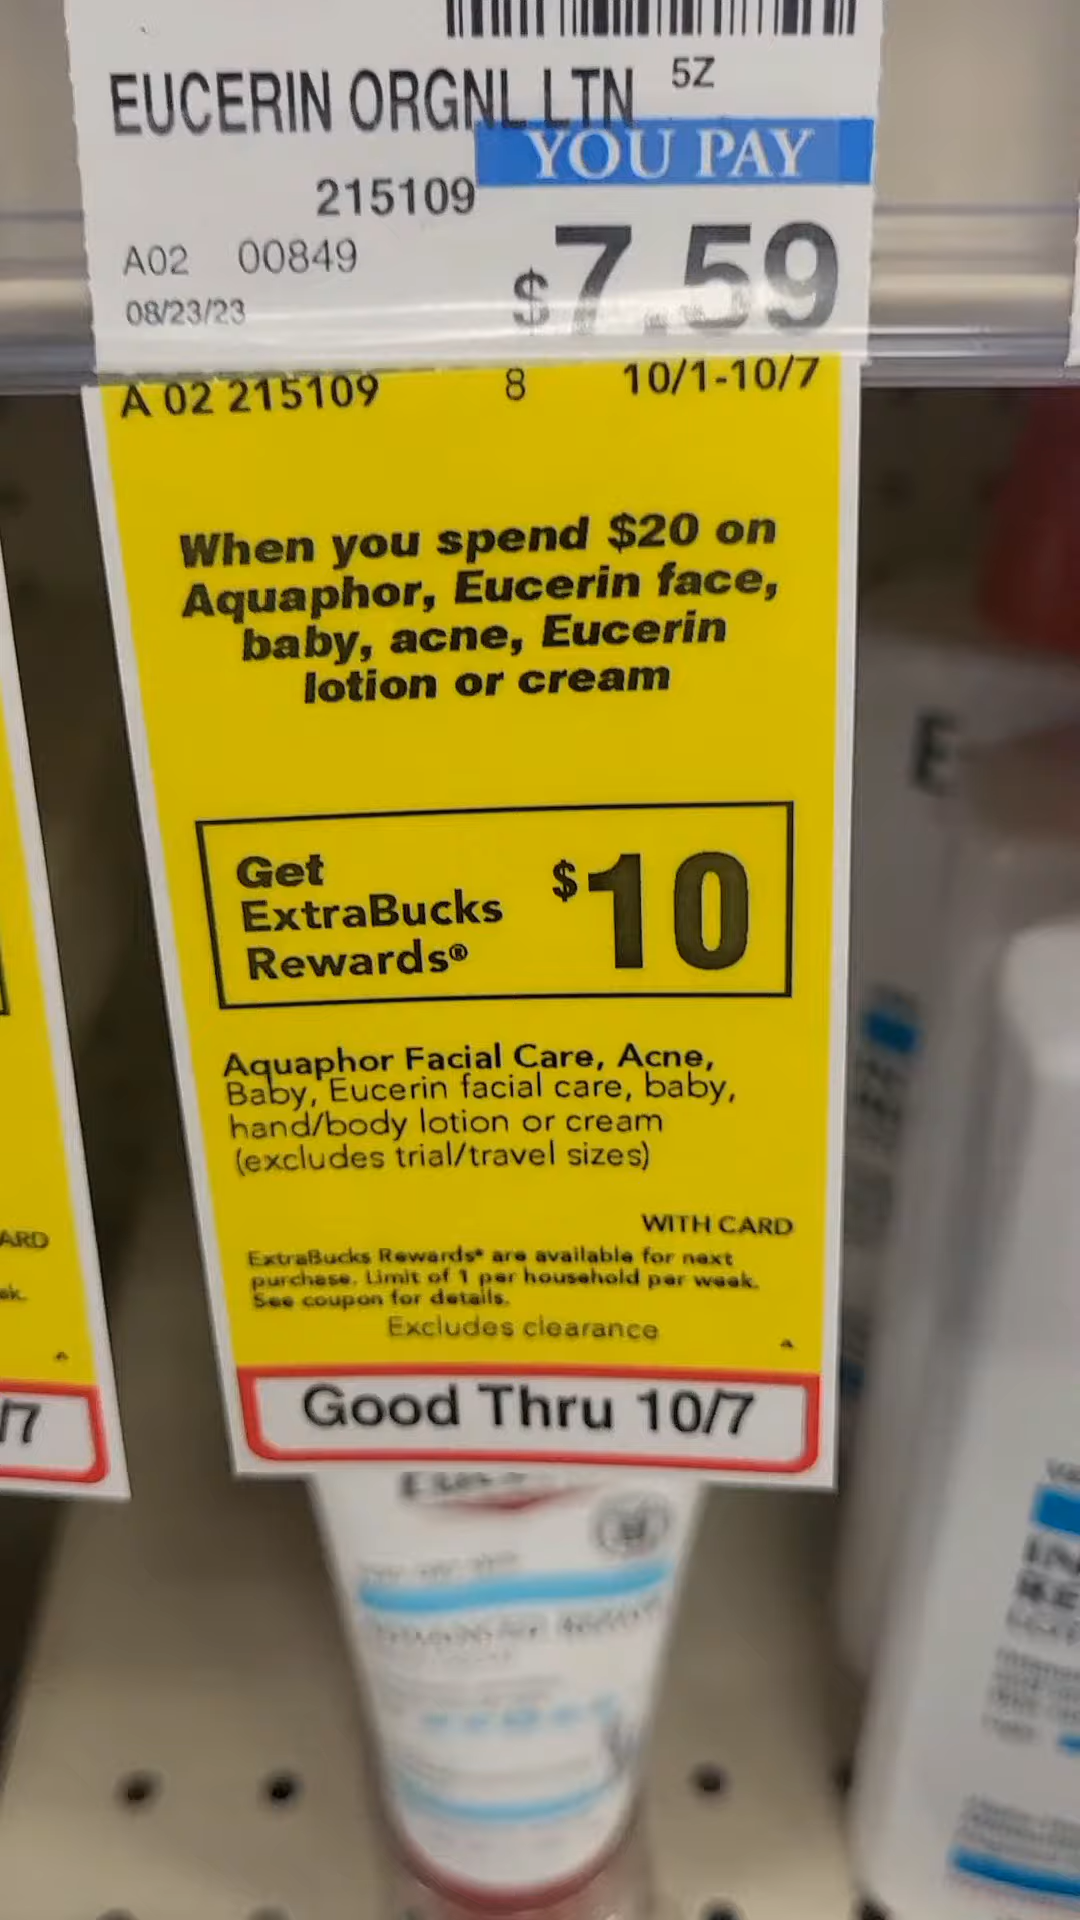 EUCERIN ORGNL LTN 5Z
YOU PAY
215109
A02 00849
$7.59
08/23/23
A 02 215109 8 10/1-10/7
When you spend $20 on
Aquaphor, Eucerin face,
baby, acne, Eucerin
lotion or cream
Get
ExtraBucks
Rewards®
$10
Aquaphor Facial Care, Acne,
Baby, Eucerin facial care, baby,
hand/body lotion or cream
(excludes trial/travel sizes)
WITH CARD
ExtraBucks Rewards® are available for next
purchase. Limit of 1 per household per week.
See coupon for details.
Excludes clearance
Good Thru 10/7
ARD
/7
E